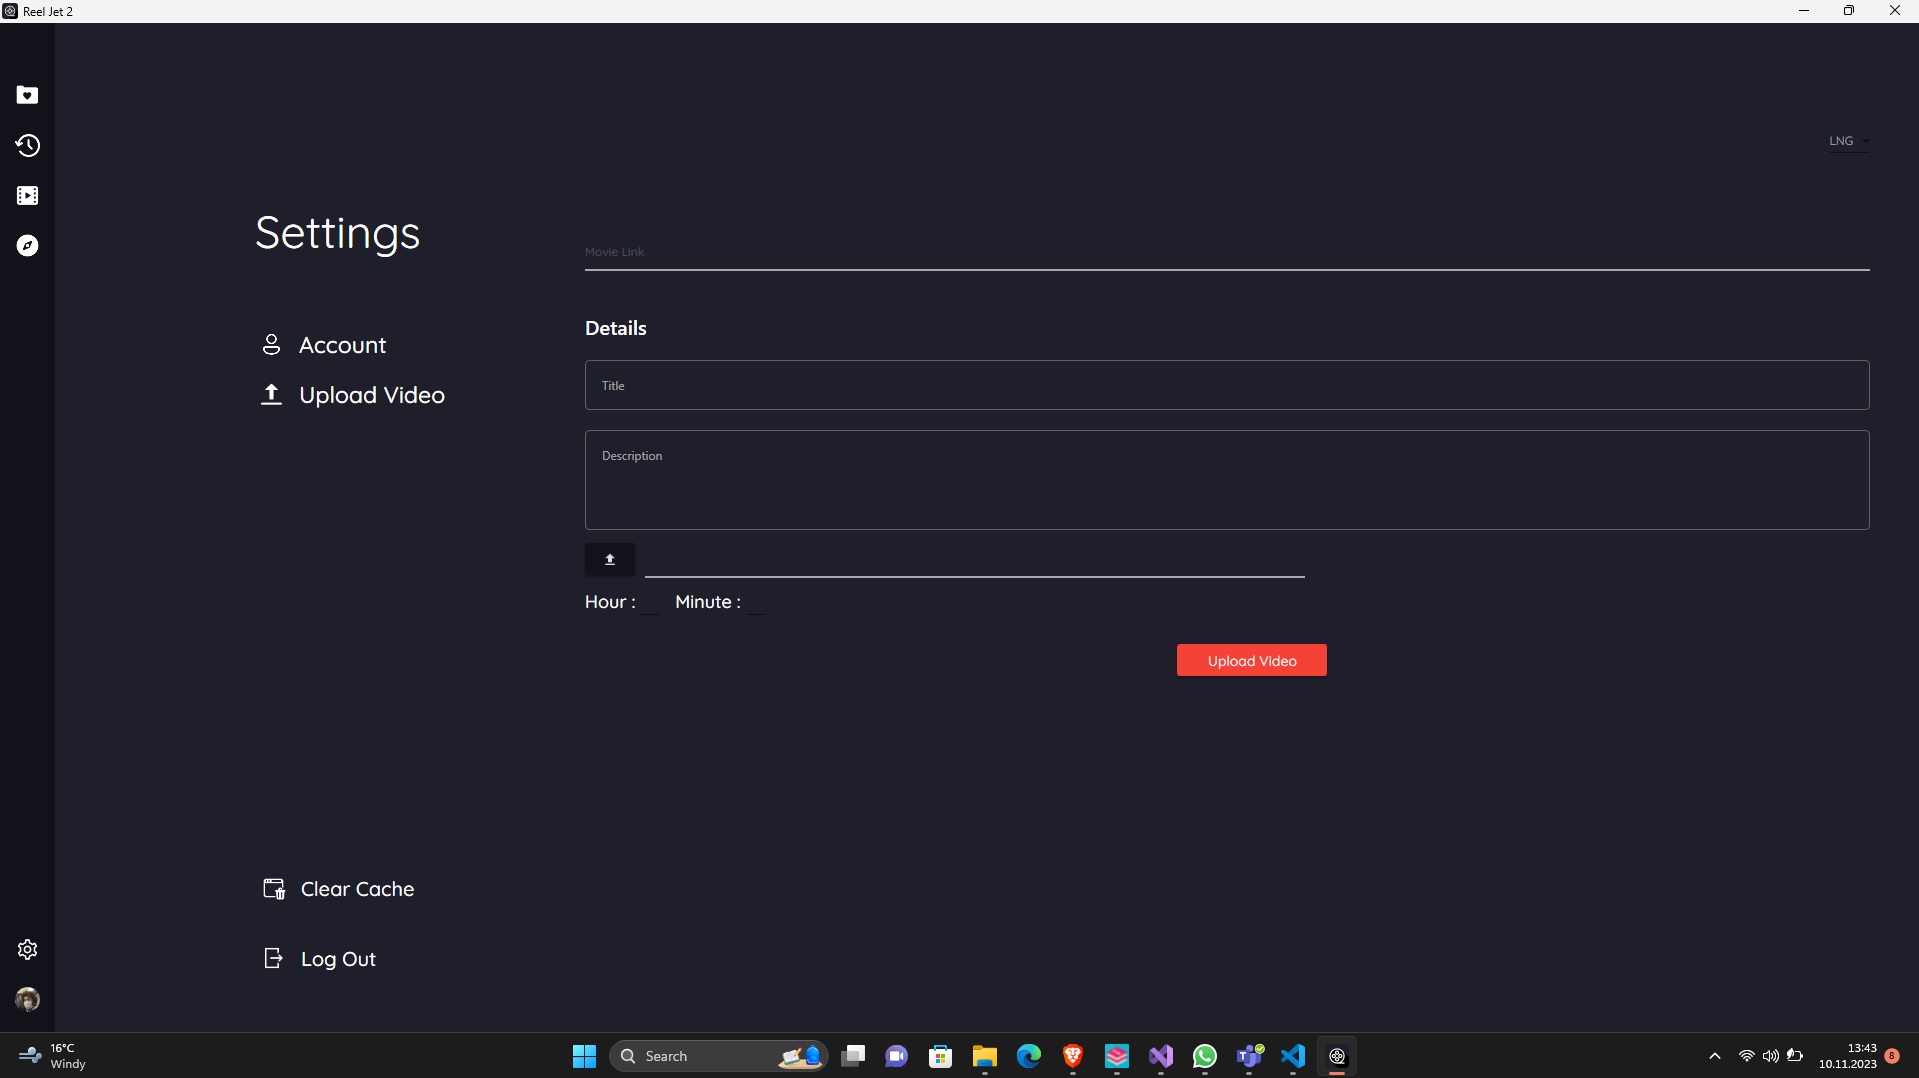 Reel Jet 2
LNG
Settings
Movie Link
Details
Account
Title
Upload Video
Description
Hour :
Minute :
Upload Video
Clear Cache
Log Out
16°C
Windy
Search
13:43
10.11.2023
8